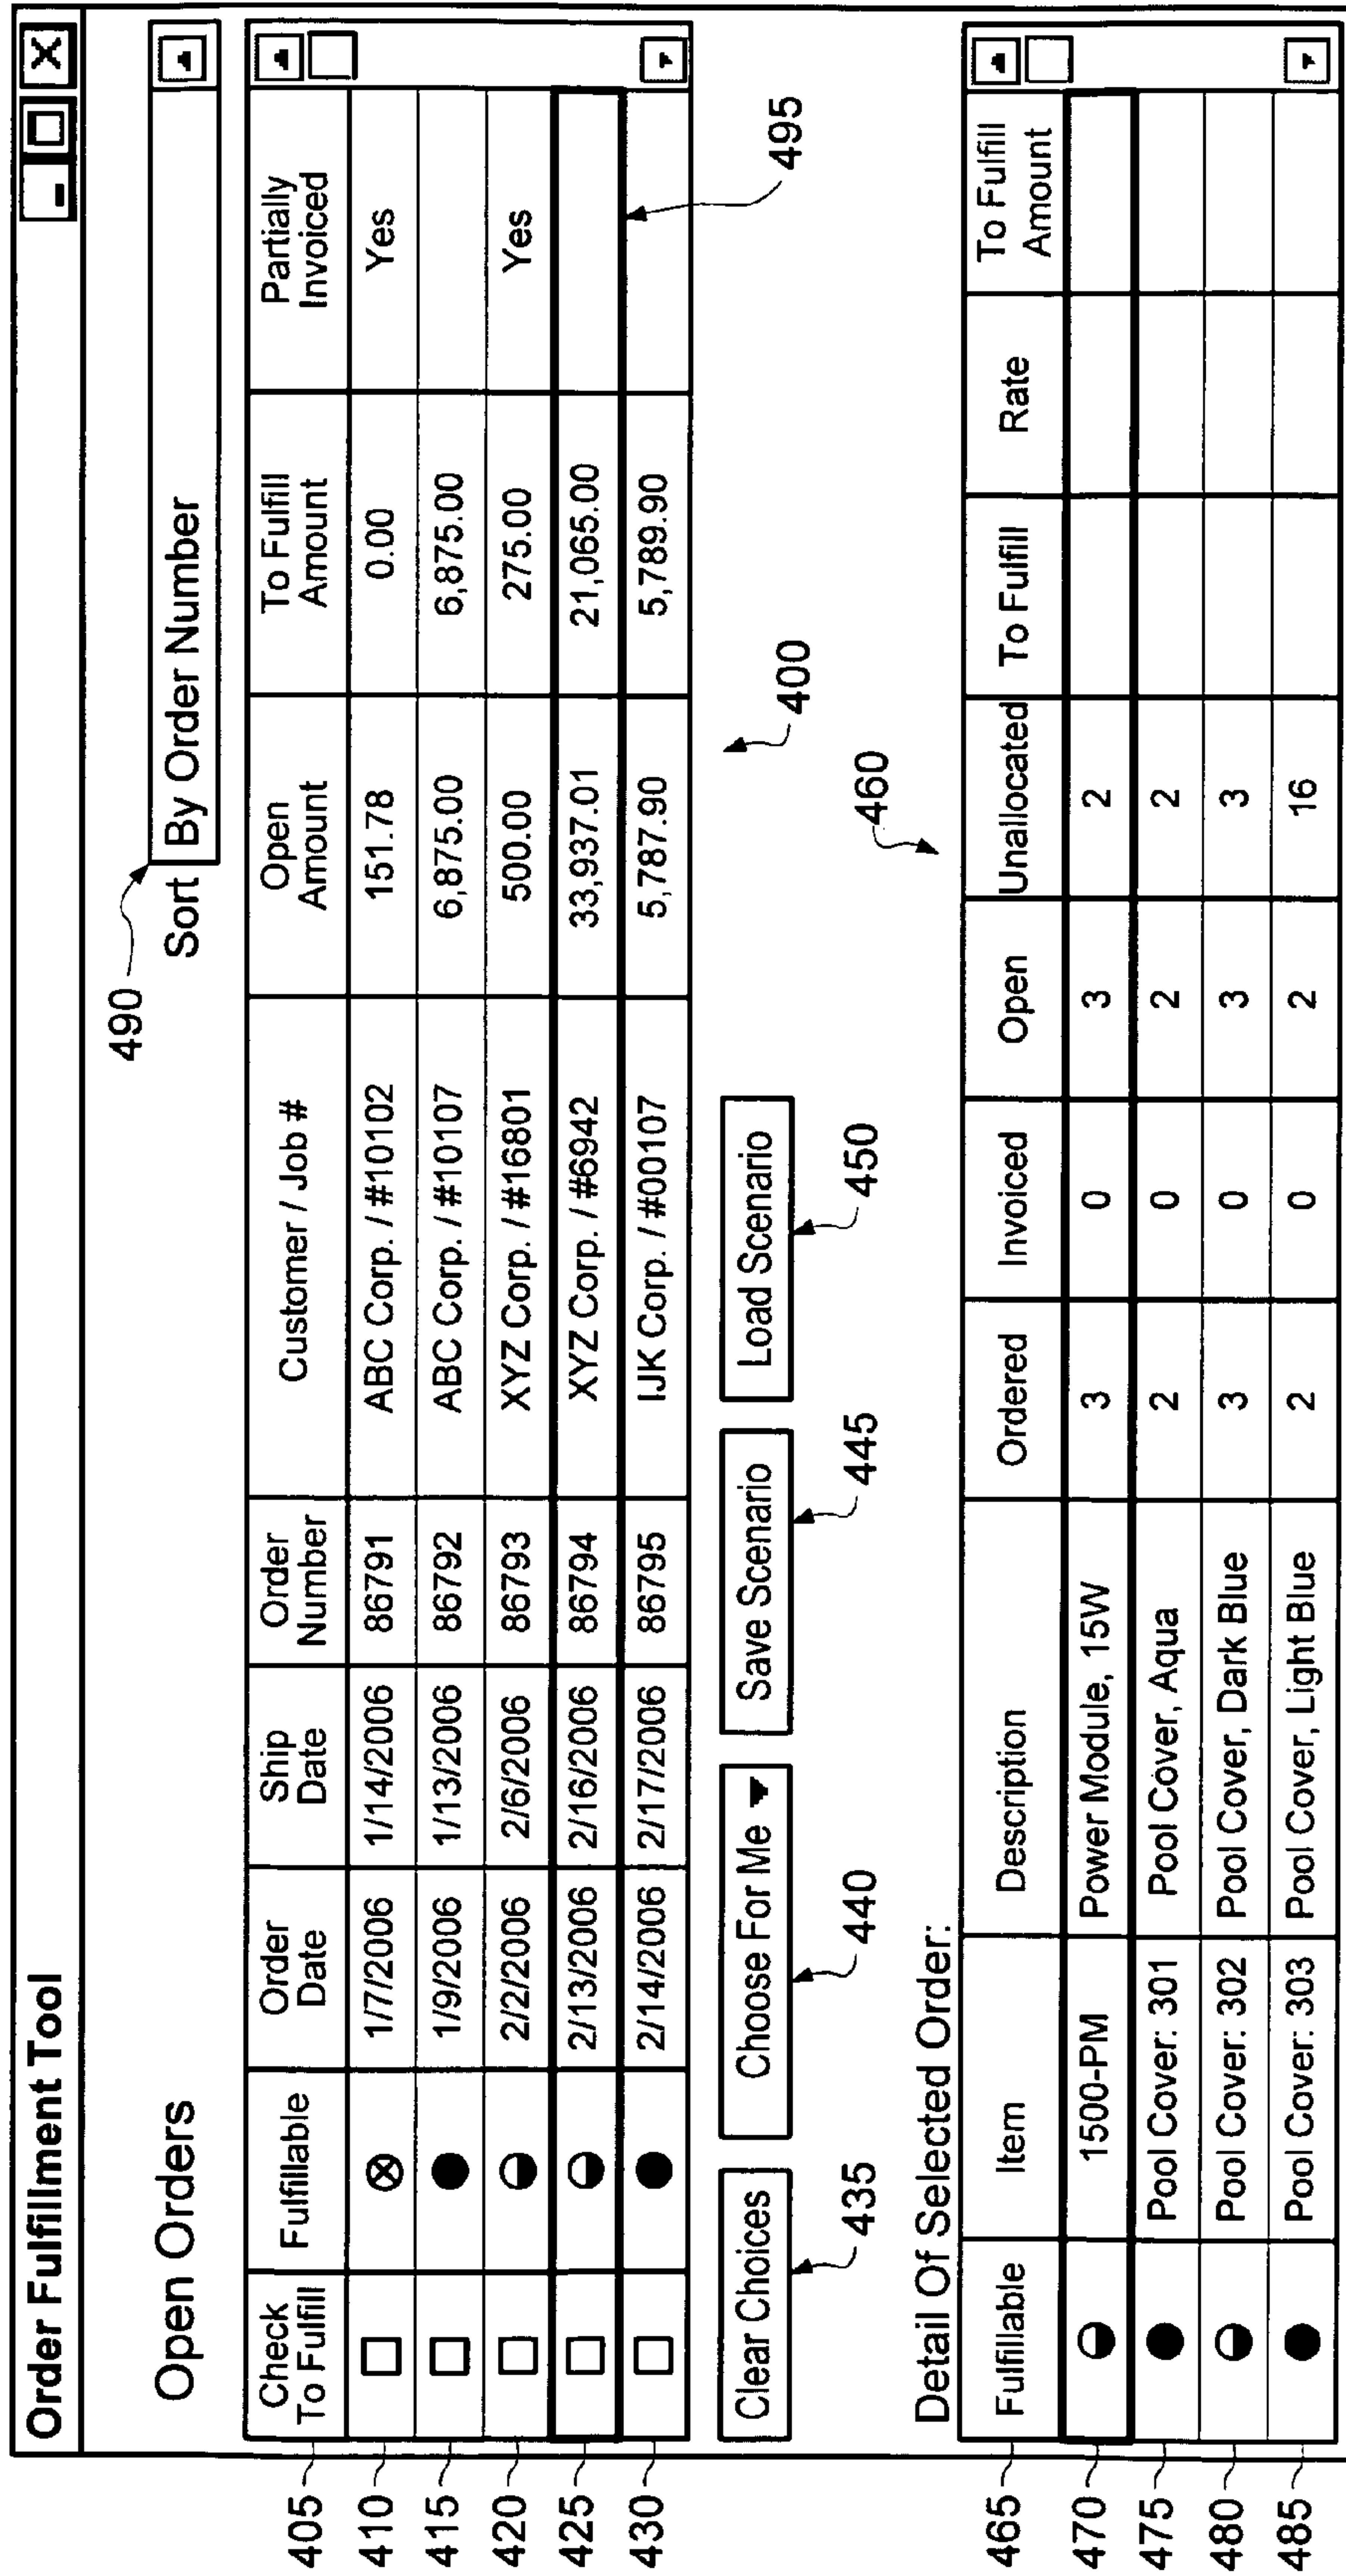 Order Fulfillment Tool
490
Open Orders
Sort By Order Number
405 Check To Fulfill Fulfillable Order Date Ship Date Order Number Customer / Job # Open Amount To Fulfill Amount Partially Invoiced
410 1/7/2006 1/14/2006 86791 ABC Corp. / #10102 151.78 0.00 Yes
415 1/9/2006 1/13/2006 86792 ABC Corp. / #10107 6,875.00 6,875.00
420 2/2/2006 2/6/2006 86793 XYZ Corp. / #16801 500.00 275.00 Yes
425 2/13/2006 2/16/2006 86794 XYZ Corp. / #6942 33,937.01 21,065.00
430 2/14/2006 2/17/2006 86795 IJK Corp. / #00107 5,787.90 5,789.90
Clear Choices Choose For Me Save Scenario Load Scenario
435 440 445 450 400 495
460
Detail Of Selected Order:
465 Fulfillable Item Description Ordered Invoiced Open Unallocated To Fulfill Rate To Fulfill Amount
470 1500-PM Power Module, 15W 3 0 3 2
475 Pool Cover: 301 Pool Cover, Aqua 2 0 2 2
480 Pool Cover: 302 Pool Cover, Dark Blue 3 0 3 3
485 Pool Cover: 303 Pool Cover, Light Blue 2 0 2 16